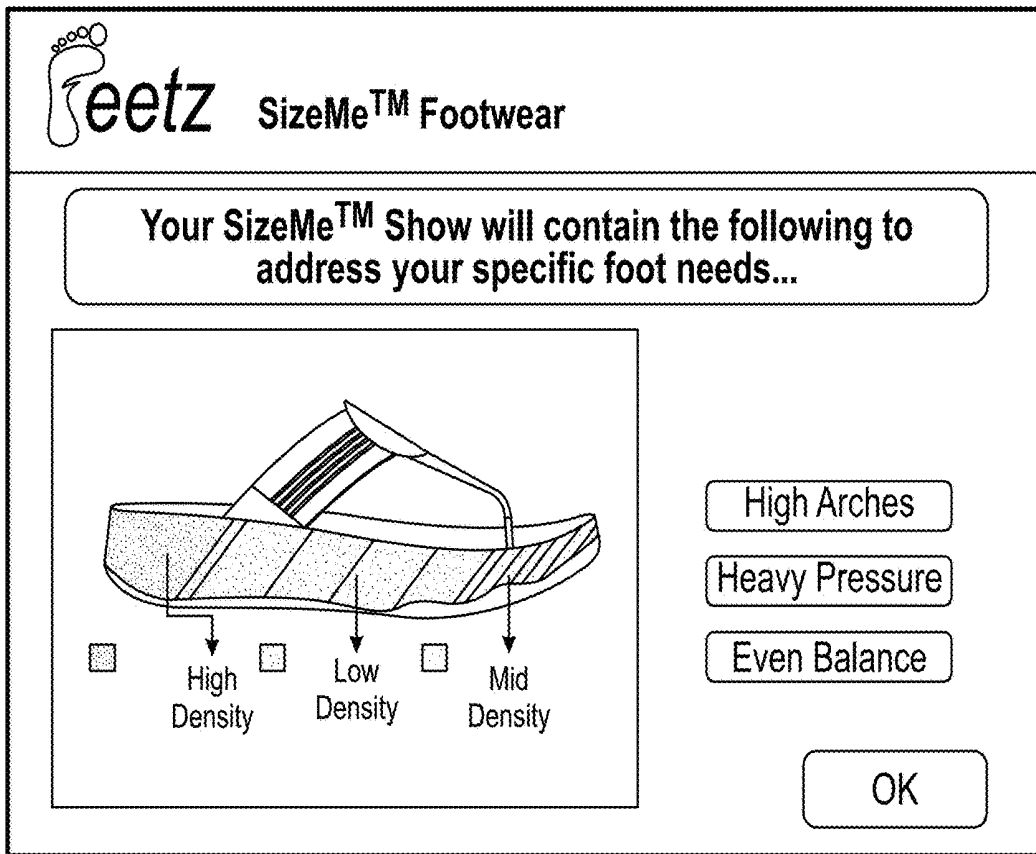 Feetz
SizeMe™ Footwear
Your SizeMe™ Show will contain the following to
address your specific foot needs...
High Arches
Heavy Pressure
Even Balance
High
Density
Low
Density
Mid
Density
OK